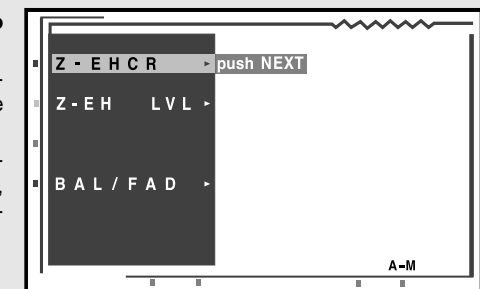 Z - EHCR ▸ push NEXT
Z-EH LVL ▸
BAL/FAD ▸
A-M